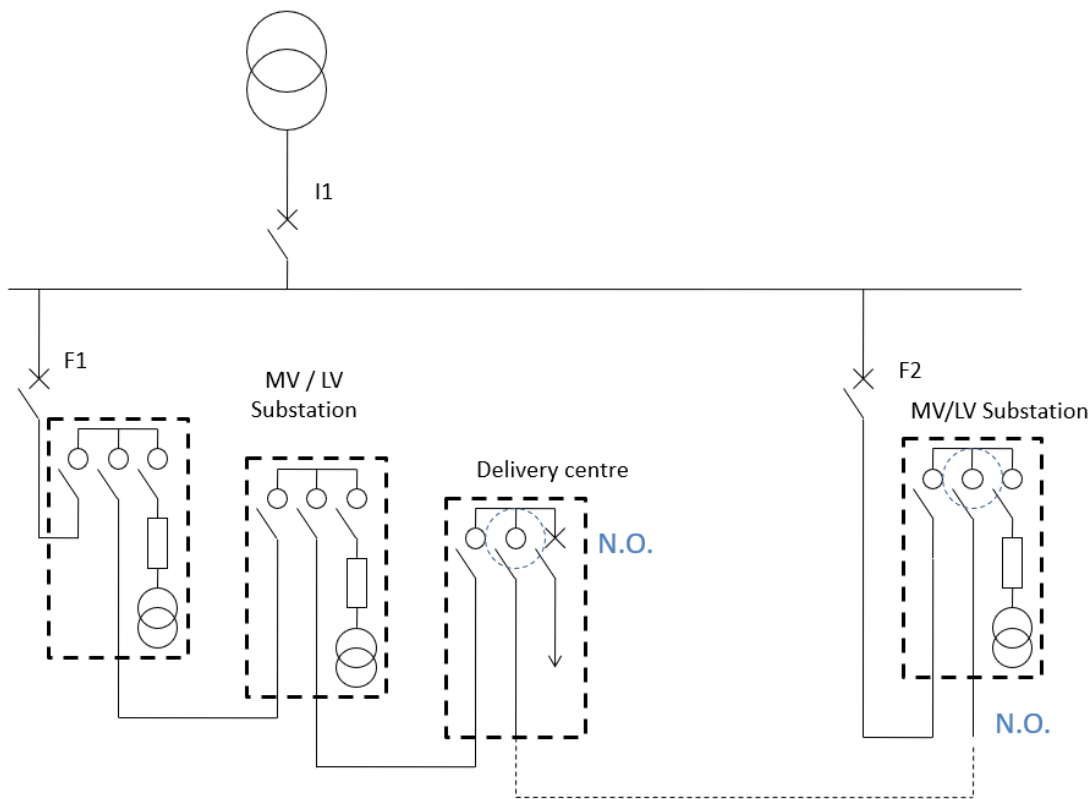 I1
F1
MV / LV
Substation
F2
MV/LV Substation
Delivery centre
N.O.
N.O.